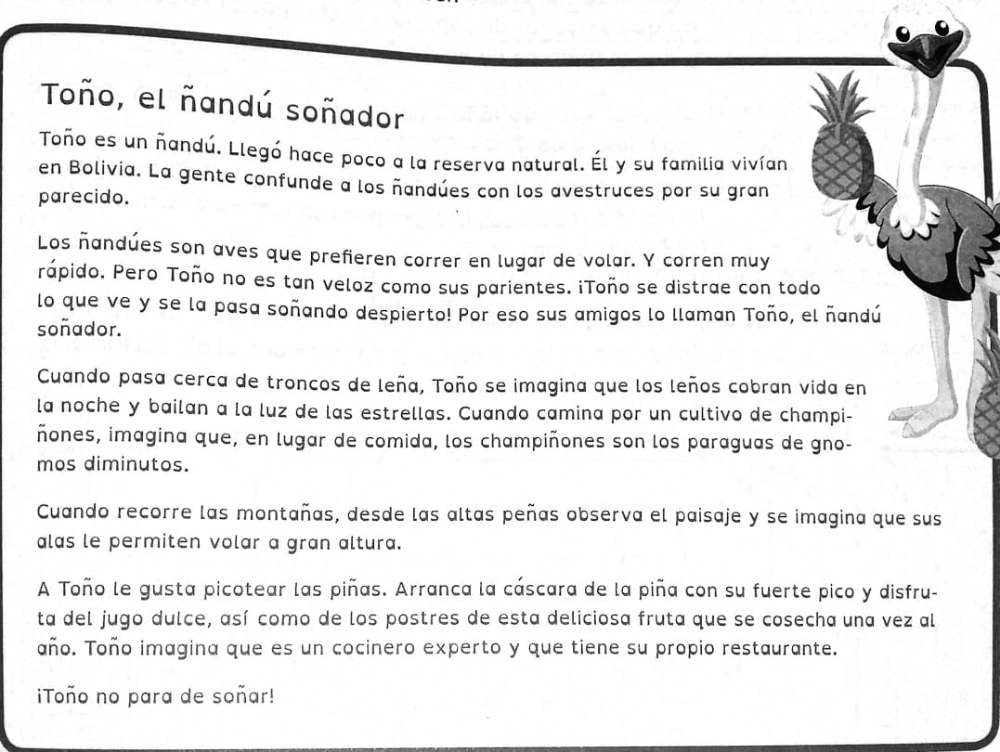 Toño, el ñandú soñador
Toño es un ñandú. Llegó hace poco a la reserva natural. Él y su familia vivían
en Bolivia. La gente confunde a los ñandúes con los avestruces por su gran
parecido.
Los ñandúes son aves que prefieren correr en lugar de volar. Y corren muy
rápido. Pero Toño no es tan veloz como sus parientes. ¡Toño se distrae con todo
lo que ve y se la pasa soñando despierto! Por eso sus amigos lo llaman Toño, el ñandú
soñador.
Cuando pasa cerca de troncos de leña, Toño se imagina que los leños cobran vida en
la noche y bailan a la luz de las estrellas. Cuando camina por un cultivo de champi-
ñones, imagina que, en lugar de comida, los champiñones son los paraguas de gno-
mos diminutos.
Cuando recorre las montañas, desde las altas peñas observa el paisaje y se imagina que sus
alas le permiten volar a gran altura.
A Toño le gusta picotear las piñas. Arranca la cáscara de la piña con su fuerte pico y disfru-
ta del jugo dulce, así como de los postres de esta deliciosa fruta que se cosecha una vez al
año. Toño imagina que es un cocinero experto y que tiene su propio restaurante.
¡Toño no para de soñar!